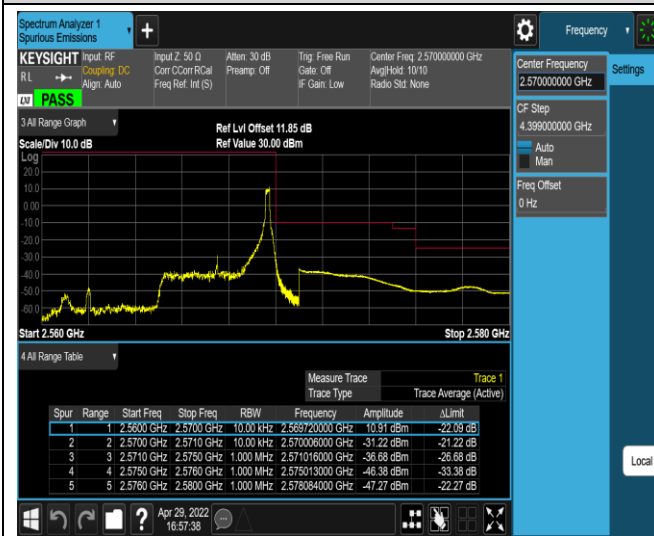 Spectrum Analyzer 1
Spurious Emissions
Frequency
KEYSIGHT Input: RF Input Z: 50 Ω Atten: 30 dB Trig: Free Run Center Freq: 2.570000000 GHz
RL Coupling: DC Corr CCorr RCal Preamp: Off Gate: Off Avg|Hold: 10/10
Align: Auto Freq Ref: Int (S) IF Gain: Low Radio Std: None
LXI PASS
Center Frequency
2.570000000 GHz
Settings
CF Step
4.399000000 GHz
Auto
Man
Freq Offset
0 Hz
3 All Range Graph
Ref Lvl Offset 11.85 dB
Scale/Div 10.0 dB Ref Value 30.00 dBm
Log
20.0
10.0
0.00
-10.0
-20.0
-30.0
-40.0
-50.0
-60.0
Start 2.560 GHz Stop 2.580 GHz
4 All Range Table
Measure Trace Trace 1
Trace Type Trace Average (Active)
Spur Range Start Freq Stop Freq RBW Frequency Amplitude ΔLimit
1 1 2.5600 GHz 2.5700 GHz 10.00 kHz 2.569720000 GHz 10.91 dBm -22.09 dB
2 2 2.5700 GHz 2.5710 GHz 10.00 kHz 2.570006000 GHz -31.22 dBm -21.22 dB
3 3 2.5710 GHz 2.5750 GHz 1.000 MHz 2.571016000 GHz -36.68 dBm -26.68 dB
4 4 2.5750 GHz 2.5760 GHz 1.000 MHz 2.575013000 GHz -46.38 dBm -33.38 dB
5 5 2.5760 GHz 2.5800 GHz 1.000 MHz 2.578084000 GHz -47.27 dBm -22.27 dB
Local
Apr 29, 2022
16:57:38